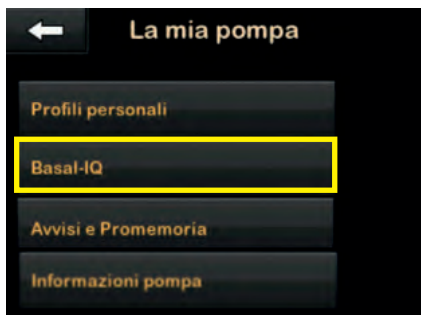 La mia pompa
Profili personali
Basal-IQ
Avvisi e Promemoria
Informazioni pompa